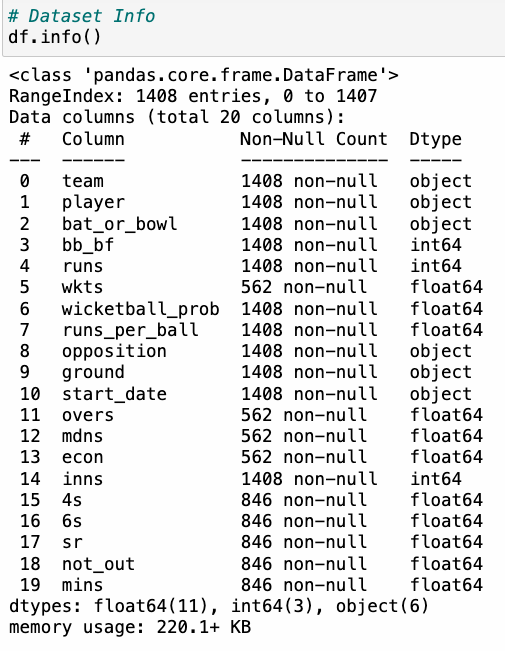 # Dataset Info
df.info()
<class 'pandas.core.frame.DataFrame'>
RangeIndex: 1408 entries, 0 to 1407
Data columns (total 20 columns):
 #   Column           Non-Null Count  Dtype
---  ------           --------------  -----
 0   team             1408 non-null   object
 1   player           1408 non-null   object
 2   bat_or_bowl      1408 non-null   object
 3   bb_bf            1408 non-null   int64
 4   runs             1408 non-null   int64
 5   wkts             562 non-null    float64
 6   wicketball_prob  1408 non-null   float64
 7   runs_per_ball    1408 non-null   float64
 8   opposition       1408 non-null   object
 9   ground           1408 non-null   object
 10  start_date       1408 non-null   object
 11  overs            562 non-null    float64
 12  mdns             562 non-null    float64
 13  econ             562 non-null    float64
 14  inns             1408 non-null   int64
 15  4s               846 non-null    float64
 16  6s               846 non-null    float64
 17  sr               846 non-null    float64
 18  not_out          846 non-null    float64
 19  mins             846 non-null    float64
dtypes: float64(11), int64(3), object(6)
memory usage: 220.1+ KB